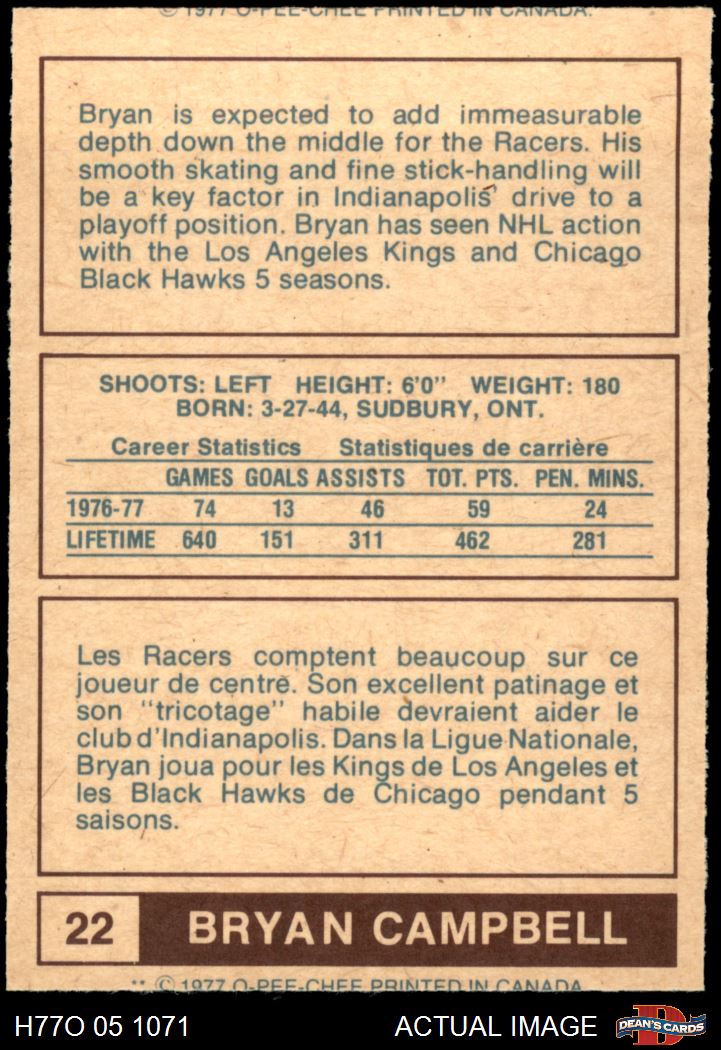 © 1977 O-PEE-CHEE PRINTED IN CANADA.
Bryan is expected to add immeasurable
depth down the middle for the Racers. His
smooth skating and fine stick-handling will
be a key factor in Indianapolis' drive to a
playoff position. Bryan has seen NHL action
with the Los Angeles Kings and Chicago
Black Hawks 5 seasons.
SHOOTS: LEFT HEIGHT: 6'0" WEIGHT: 180
BORN: 3-27-44, SUDBURY, ONT.
Career Statistics Statistiques de carrière
GAMES GOALS ASSISTS TOT. PTS. PEN. MINS.
1976-77 74 13 46 59 24
LIFETIME 640 151 311 462 281
Les Racers comptent beaucoup sur ce
joueur de centre. Son excellent patinage et
son "tricotage" habile devraient aider le
club d'Indianapolis. Dans la Ligue Nationale,
Bryan joua pour les Kings de Los Angeles et
les Black Hawks de Chicago pendant 5
saisons.
22 BRYAN CAMPBELL
** © 1977 O-PEE-CHEE PRINTED IN CANADA
H77O 05 1071 ACTUAL IMAGE D DEAN'S CARDS